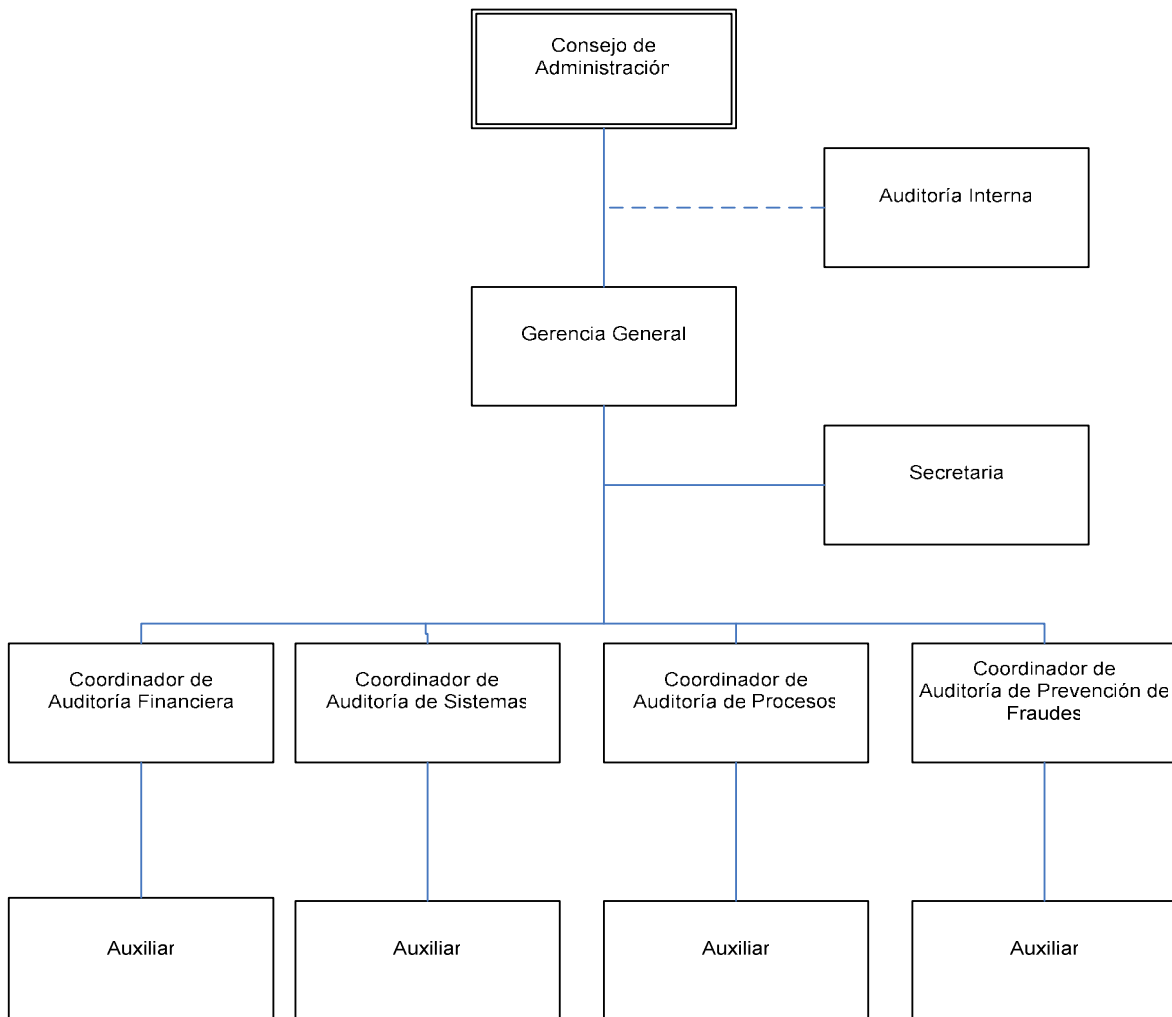 Consejo de
Administración
Auditoría Interna
Gerencia General
Secretaria
Coordinador de
Auditoría Financiera
Coordinador de
Auditoría de Sistemas
Coordinador de
Auditoría de Procesos
Coordinador de
Auditoría de Prevención de
Fraudes
Auxiliar
Auxiliar
Auxiliar
Auxiliar